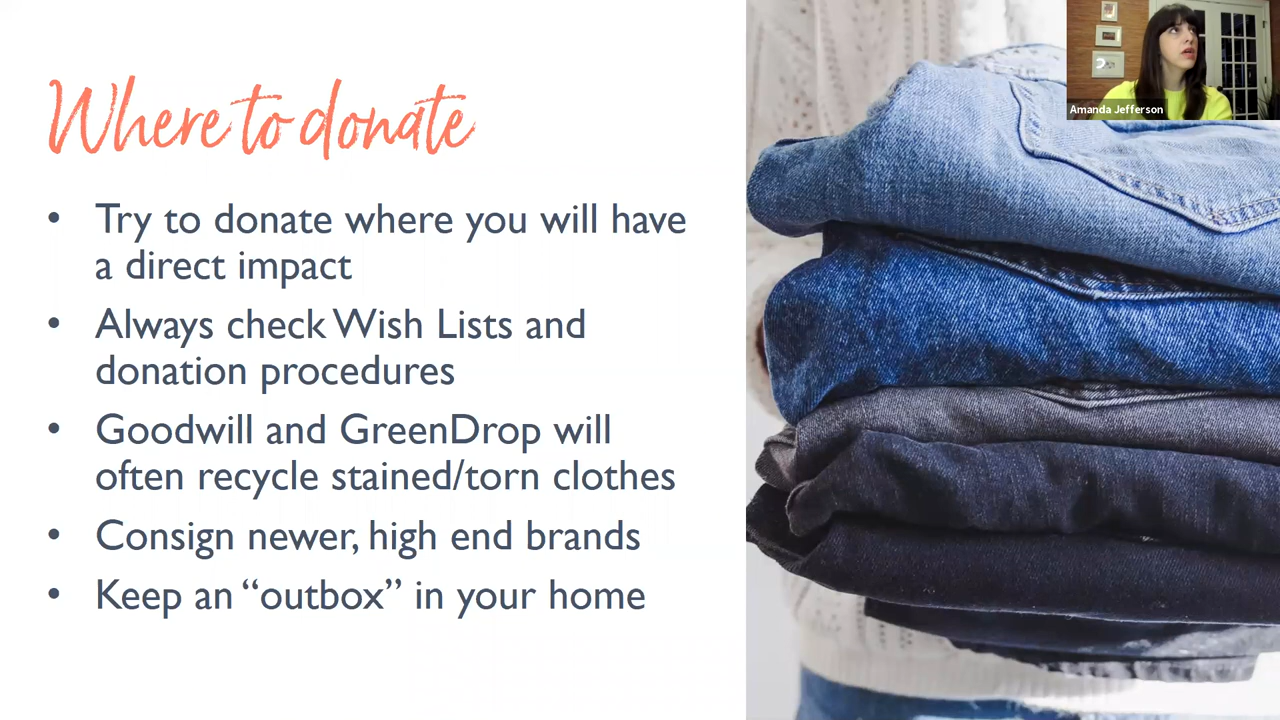 Where to donate
• Try to donate where you will have
a direct impact
• Always check Wish Lists and
donation procedures
• Goodwill and GreenDrop will
often recycle stained/torn clothes
• Consign newer, high end brands
• Keep an “outbox” in your home
Amanda Jefferson